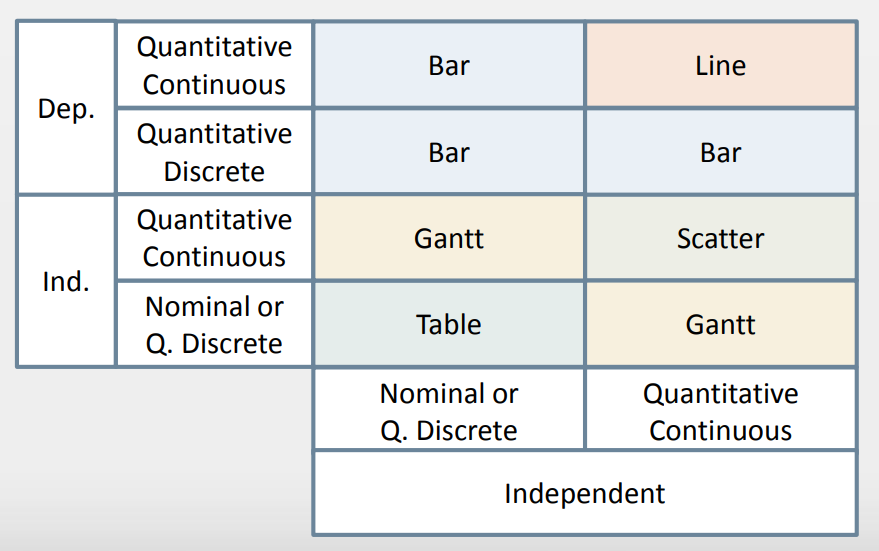 Dep.
Quantitative
Continuous
Bar
Line
Quantitative
Discrete
Bar
Bar
Ind.
Quantitative
Continuous
Gantt
Scatter
Nominal or
Q. Discrete
Table
Gantt
Nominal or
Q. Discrete
Quantitative
Continuous
Independent